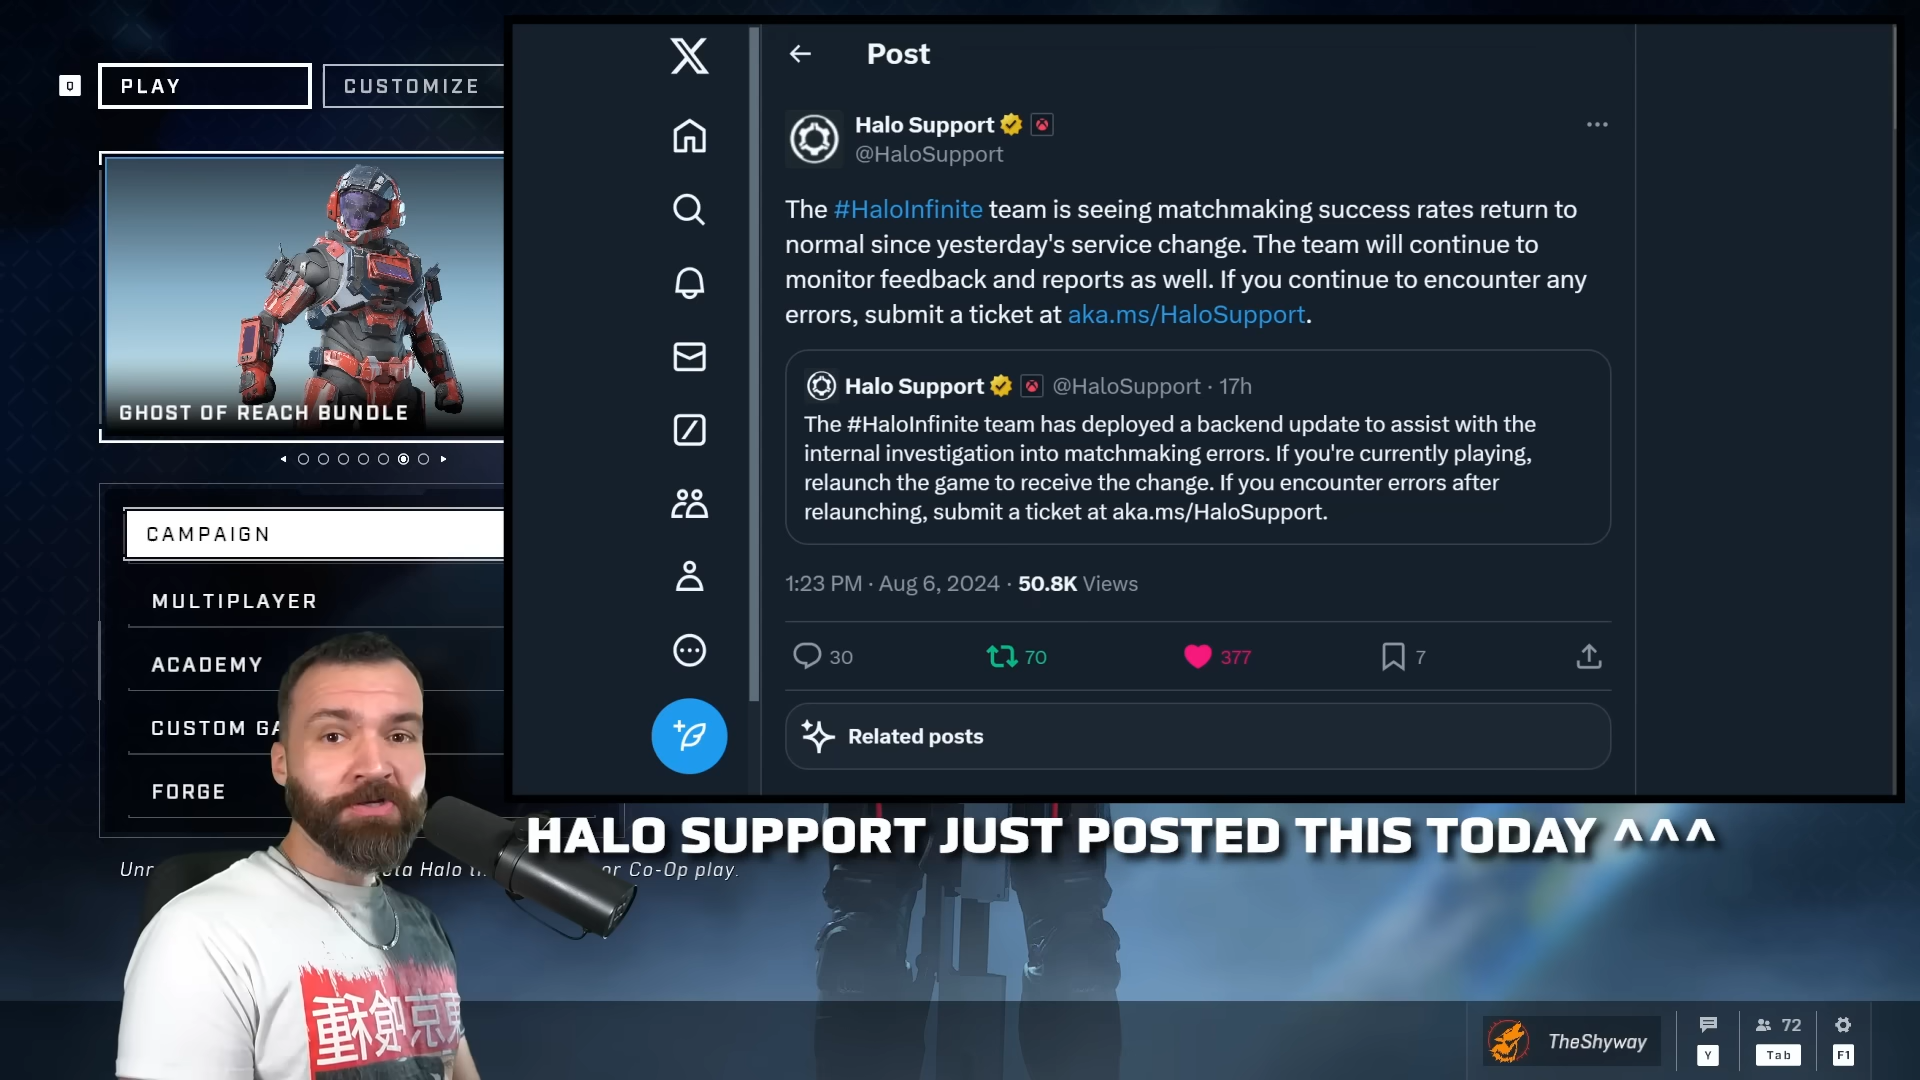 Q
PLAY
CUSTOMIZE
GHOST OF REACH BUNDLE
CAMPAIGN
MULTIPLAYER
ACADEMY
CUSTOM GA
FORGE
Post
Halo Support
@HaloSupport
The #HaloInfinite team is seeing matchmaking success rates return to
normal since yesterday's service change. The team will continue to
monitor feedback and reports as well. If you continue to encounter any
errors, submit a ticket at aka.ms/HaloSupport.
Halo Support @HaloSupport · 17h
The #HaloInfinite team has deployed a backend update to assist with the
internal investigation into matchmaking errors. If you're currently playing,
relaunch the game to receive the change. If you encounter errors after
relaunching, submit a ticket at aka.ms/HaloSupport.
1:23 PM · Aug 6, 2024 · 50.8K Views
30 70 377 7
Related posts
HALO SUPPORT JUST POSTED THIS TODAY ^^^
Halo or Co-Op play.
TheShyway
72
Y Tab F1